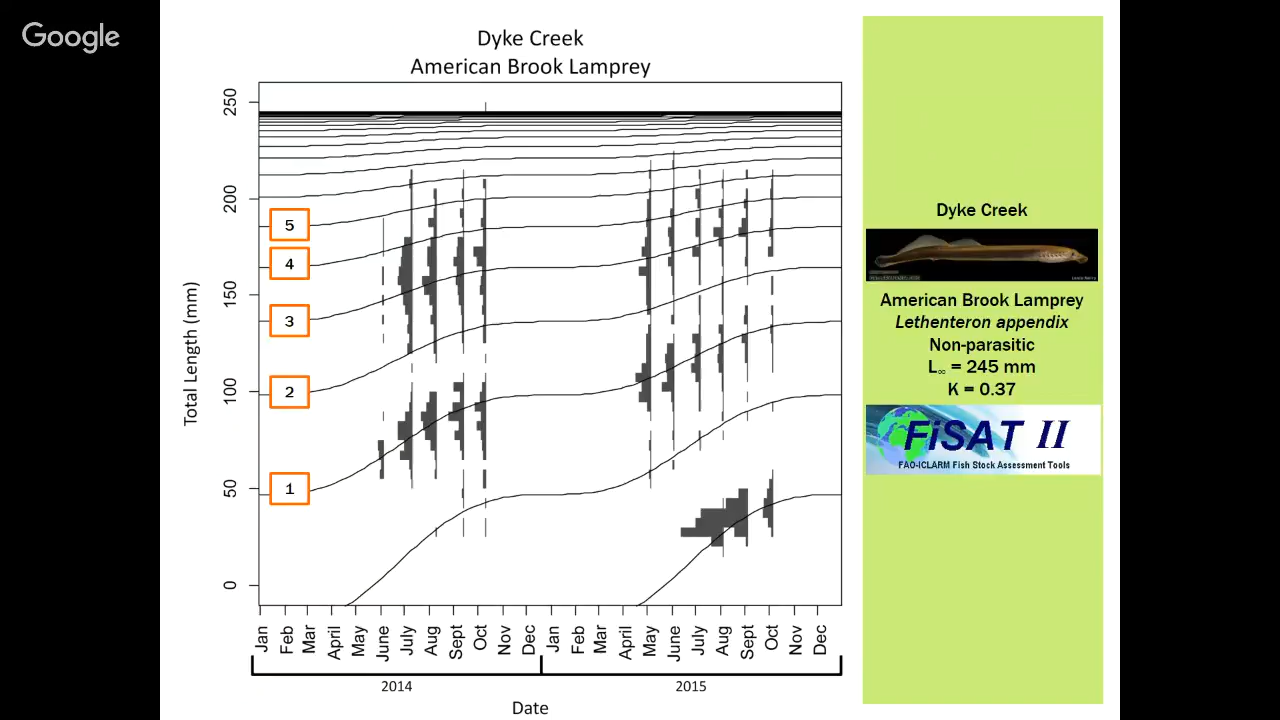 Google
Dyke Creek
American Brook Lamprey
Total Length (mm)
250
200
150
100
50
0
5
4
3
2
1
Jan Feb Mar April May June July Aug Sept Oct Nov Dec Jan Feb Mar April May June July Aug Sept Oct Nov Dec
2014 2015
Date
Dyke Creek
American Brook Lamprey
Lethenteron appendix
Non-parasitic
L∞ = 245 mm
K = 0.37
FiSAT II
FAO-ICLARM Fish Stock Assessment Tools